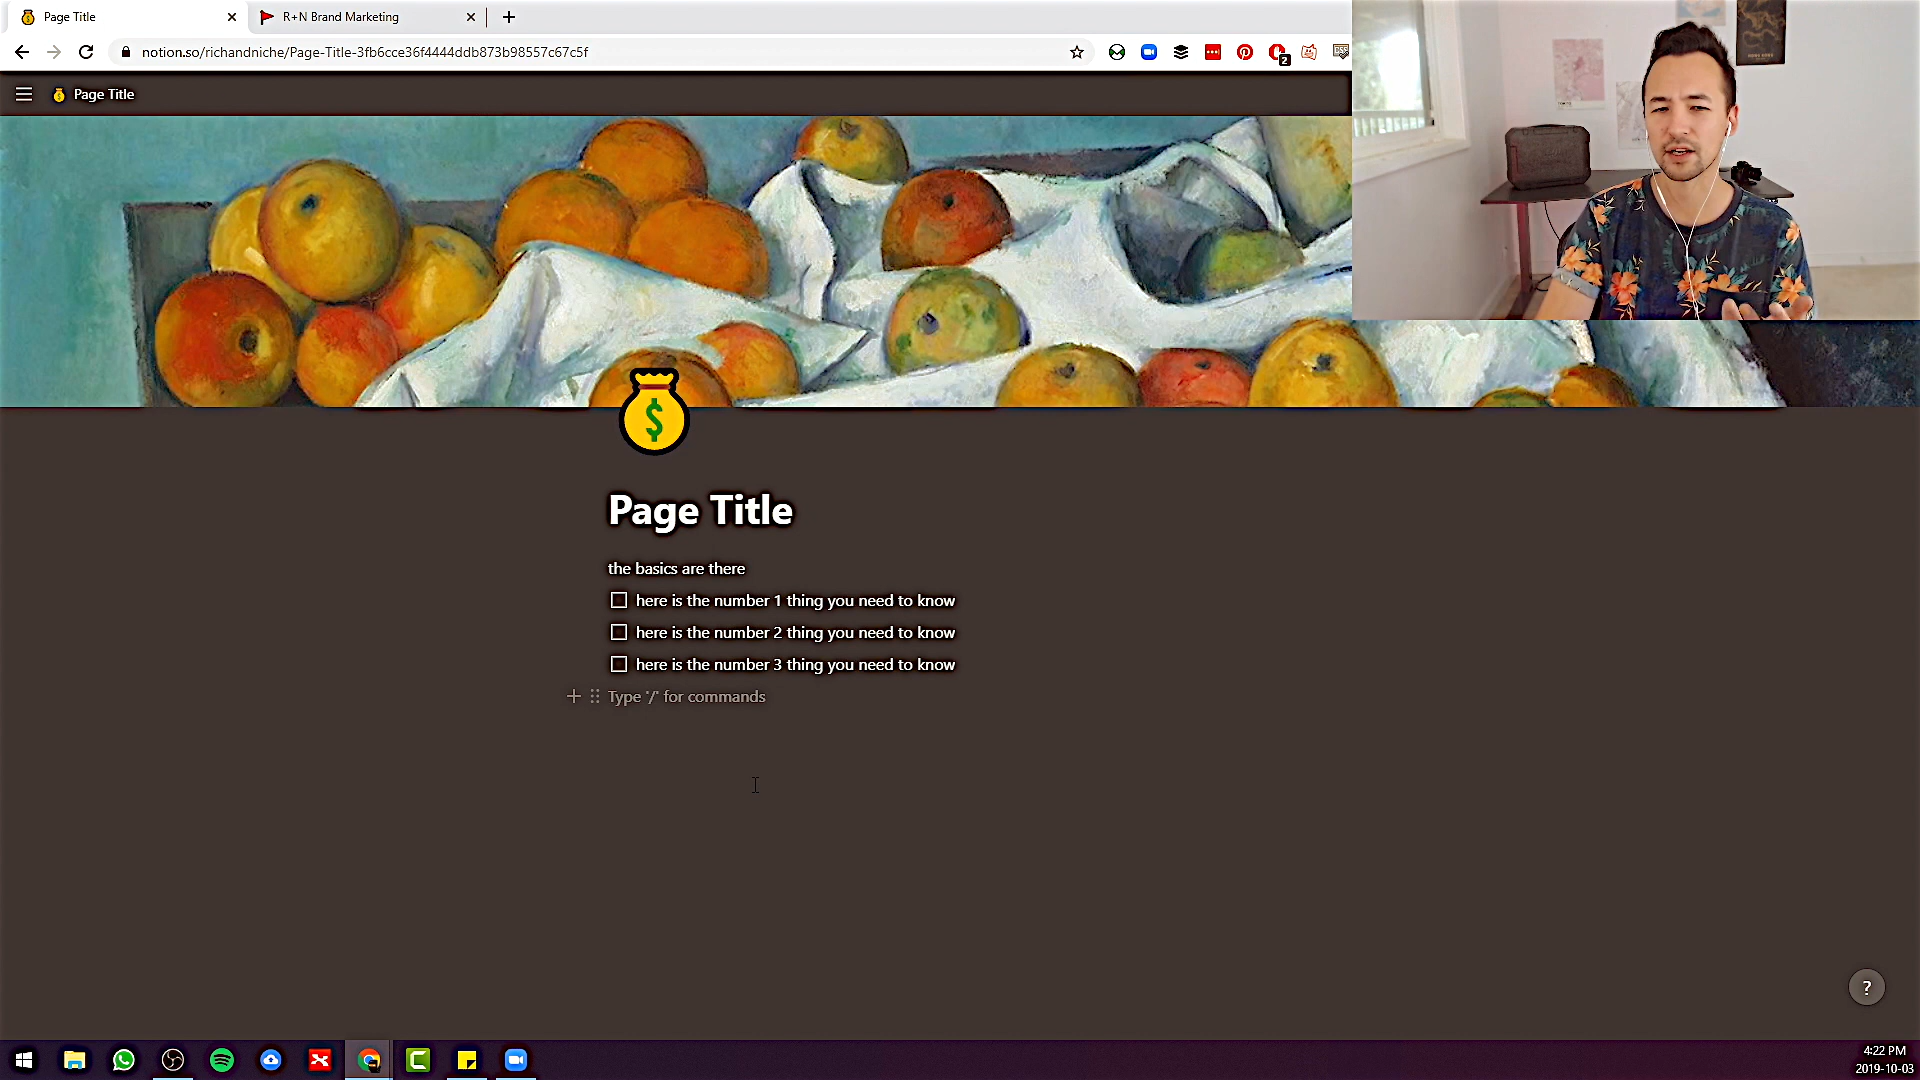 Page Title
R+N Brand Marketing
notion.so/richandniche/Page-Title-3fb6cce36f4444ddb873b98557c67c5f
2
Page Title
$
Page Title
the basics are there
here is the number 1 thing you need to know
here is the number 2 thing you need to know
here is the number 3 thing you need to know
Type '/' for commands
?
4:22 PM
2019-10-03